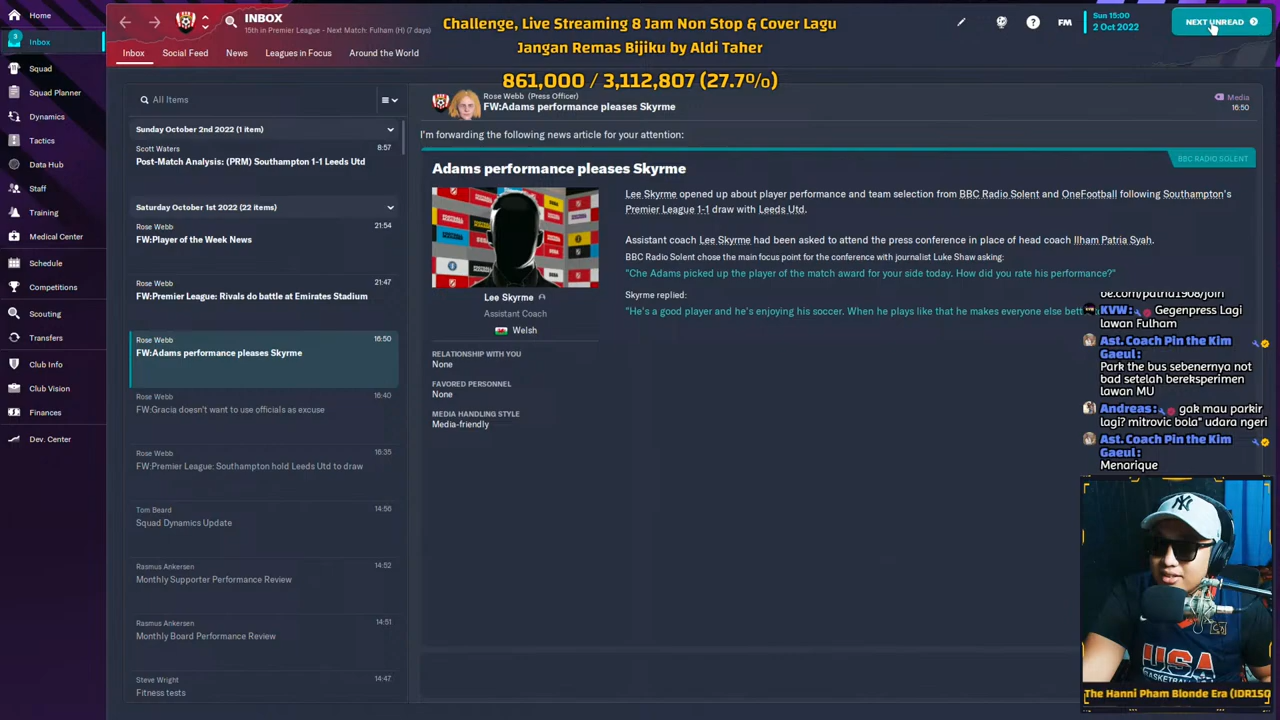 Home
3
Inbox
Squad
Squad Planner
Dynamics
Tactics
Data Hub
Staff
Training
Medical Center
Schedule
Competitions
Scouting
Transfers
Club Info
Club Vision
Finances
Dev. Center
INBOX
15th in Premier League - Next Match: Fulham (H) (7 days)
Inbox
Social Feed
News
Leagues in Focus
Around the World
Challenge, Live Streaming 8 Jam Non Stop & Cover Lagu
Jangan Remas Bijiku by Aldi Taher
861,000 / 3,112,807 (27.7%)
FM
Sun 15:00
2 Oct 2022
NEXT UNREAD
All Items
Sunday October 2nd 2022 (1 item)
Scott Waters
8:57
Post-Match Analysis: (PRM) Southampton 1-1 Leeds Utd
Saturday October 1st 2022 (22 items)
Rose Webb
21:54
FW:Player of the Week News
Rose Webb
21:47
FW:Premier League: Rivals do battle at Emirates Stadium
Rose Webb
16:50
FW:Adams performance pleases Skyrme
Rose Webb
16:40
FW:Gracia doesn't want to use officials as excuse
Rose Webb
16:35
FW:Premier League: Southampton hold Leeds Utd to draw
Tom Beard
14:56
Squad Dynamics Update
Rasmus Ankersen
14:52
Monthly Supporter Performance Review
Rasmus Ankersen
14:51
Monthly Board Performance Review
Steve Wright
14:47
Fitness tests
Rose Webb (Press Officer)
FW:Adams performance pleases Skyrme
Media
16:50
I'm forwarding the following news article for your attention:
BBC RADIO SOLENT
Adams performance pleases Skyrme
Lee Skyrme
Assistant Coach
Welsh
RELATIONSHIP WITH YOU
None
FAVORED PERSONNEL
None
MEDIA HANDLING STYLE
Media-friendly
Lee Skyrme opened up about player performance and team selection from BBC Radio Solent and OneFootball following Southampton's
Premier League 1-1 draw with Leeds Utd.
Assistant coach Lee Skyrme had been asked to attend the press conference in place of head coach Ilham Patria Syah.
BBC Radio Solent chose the main focus point for the conference with journalist Luke Shaw asking:
"Che Adams picked up the player of the match award for your side today. How did you rate his performance?"
Skyrme replied:
"He's a good player and he's enjoying his soccer. When he plays like that he makes everyone else
be.com/patria1908/join
KVW: Gegenpress Lagi
lawan Fulham
Ast. Coach Pin the Kim
Gaeul:
Park the bus sebenernya not
bad setelah bereksperimen
lawan MU
Andreas: gak mau parkir
lagi? mitrovic bola" udara ngeri
Ast. Coach Pin the Kim
Gaeul:
Menarique
USA
BASKETBALL
The Hanni Pham Blonde Era (IDR150